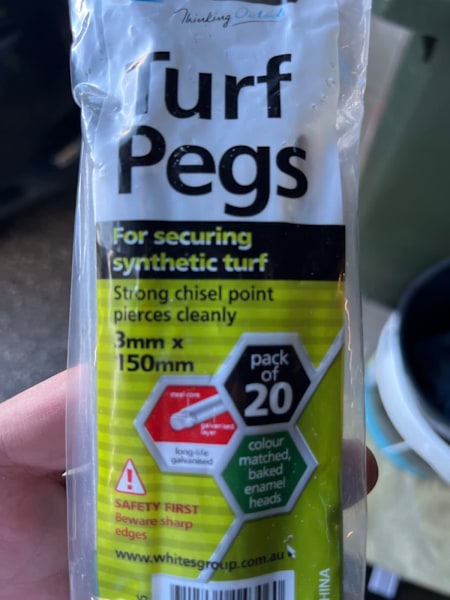 Thinking Outside
Turf
Pegs
For securing
synthetic turf
Strong chisel point
pierces cleanly
3mm x
150mm
pack
of
20
steel core
galvanised
layer
long-life
galvanised
colour
matched,
baked
enamel
heads
SAFETY FIRST
Beware sharp
edges
www.whitesgroup.com.au
CHINA